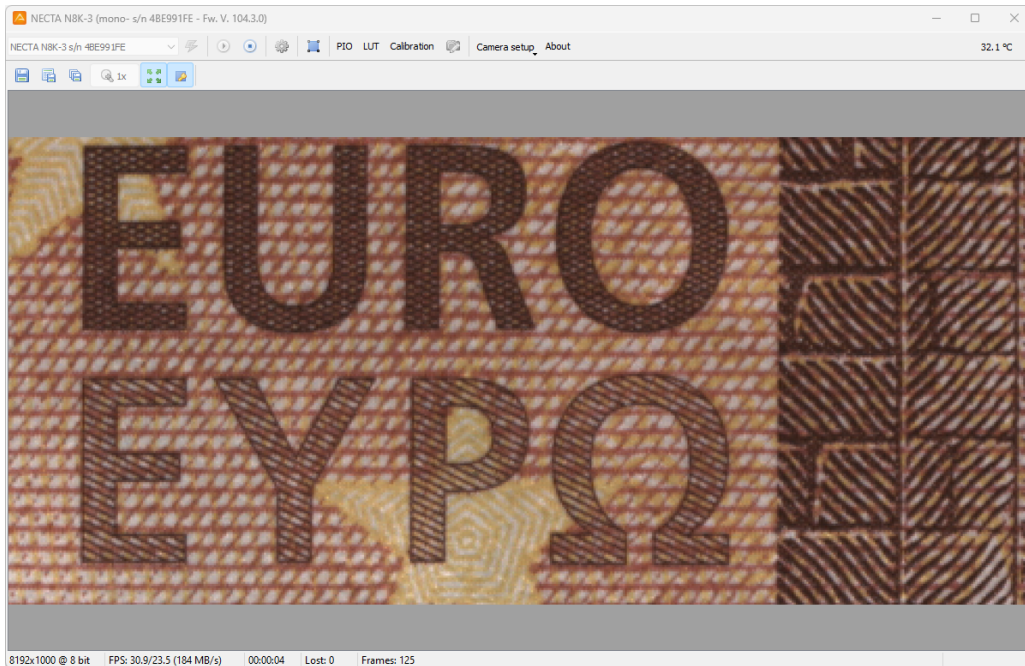 NECTA N8K-3 (mono- s/n 4BE991FE - Fw. V. 104.3.0)
NECTA N8K-3 s/n 4BE991FE
PIO LUT Calibration Camera setup About 32.1 ºC
1x
EURO
ΕΥΡΩ
8192x1000 @ 8 bit FPS: 30.9/23.5 (184 MB/s) 00:00:04 Lost: 0 Frames: 125